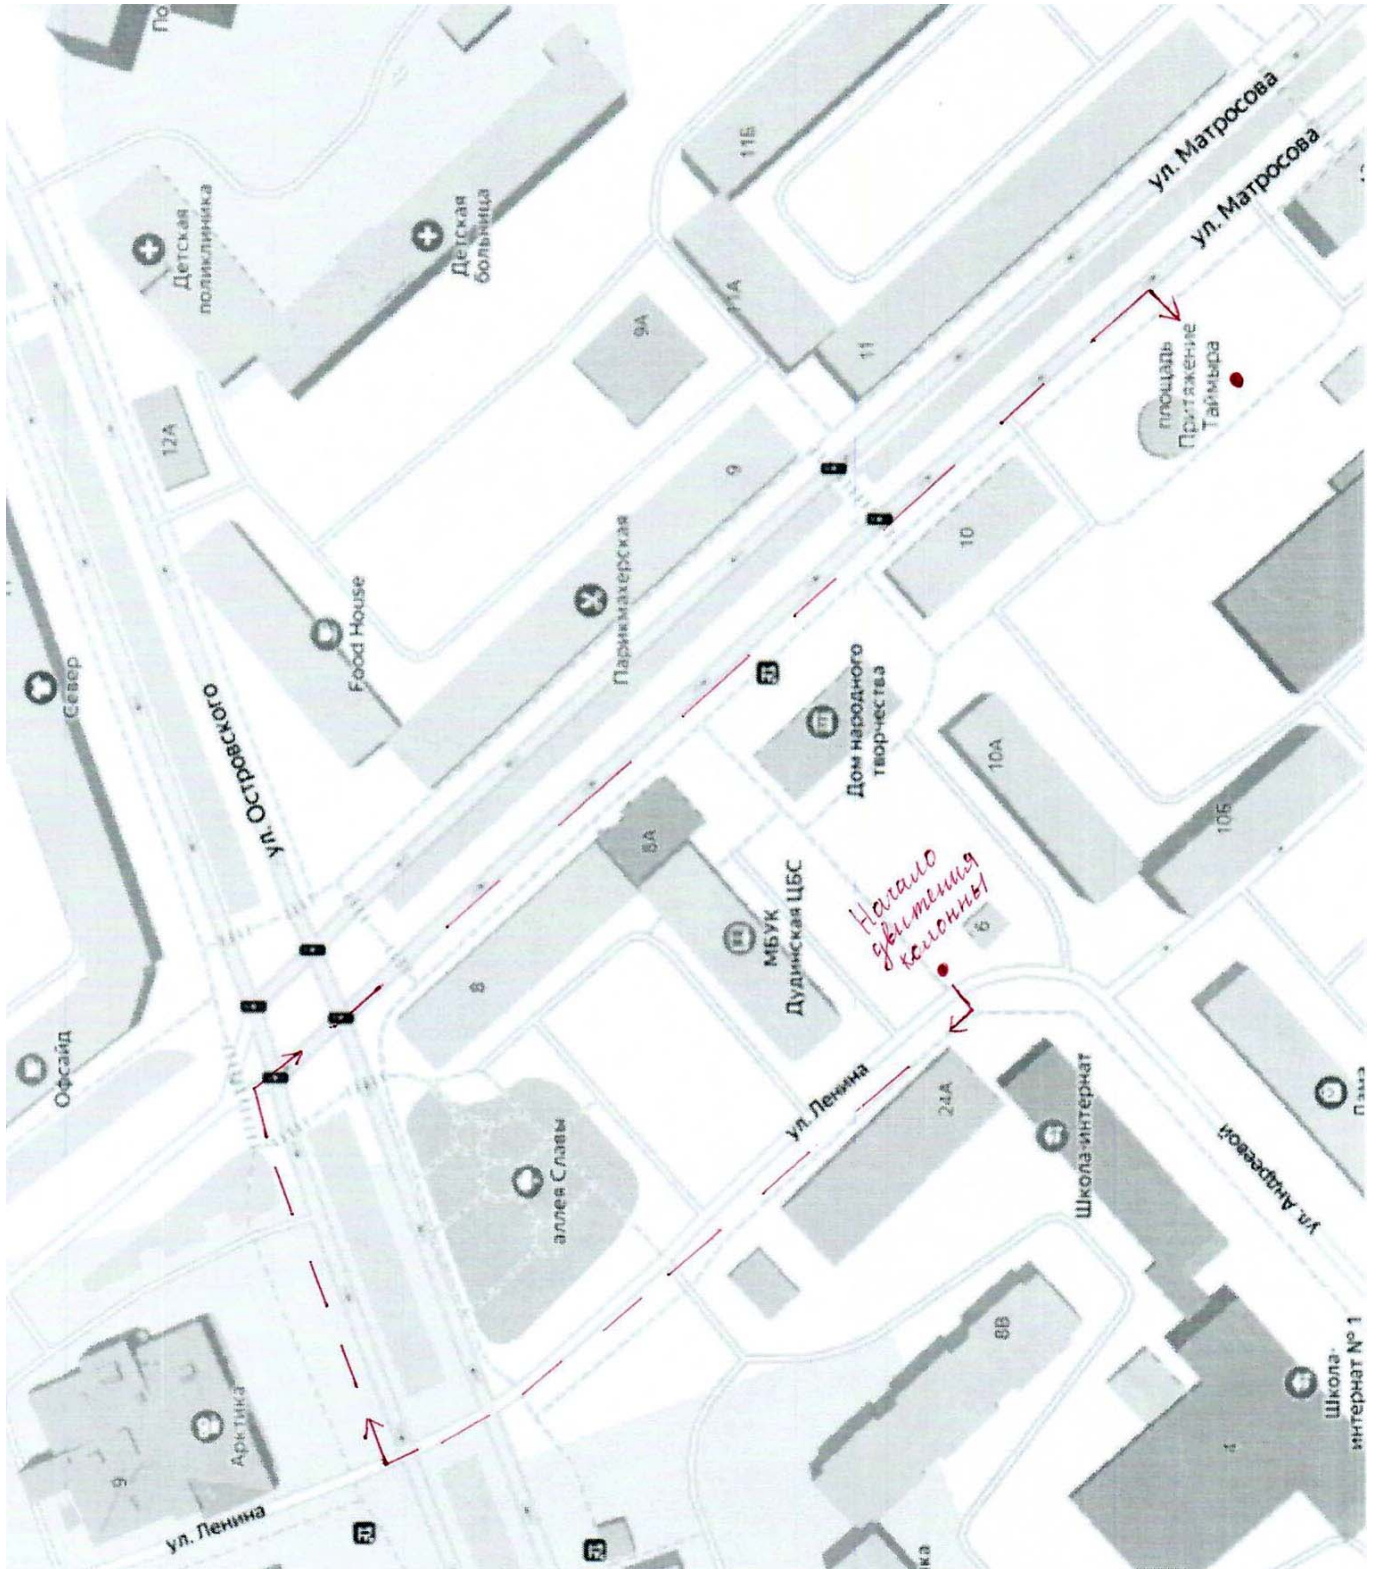 По
Детская
поликлиника
Детская
больница
11Б
ул. Матросова
ул. Матросова
11А
9А
11
12А
площадь
Притяжение
Таймыра
9
10
Север
Food House
Парикмахерская
ул. Островского
Дом народного
творчества
10А
10Б
8А
МБУК
Дудинская ЦБС
Начало
движения
колонны
6
8
Офсайд
аллея Славы
ул. Ленина
24А
Школа-интернат
ул. Андреевой
8В
Школа-
интернат № 1
4
Арктика
9
ул. Ленина
ка